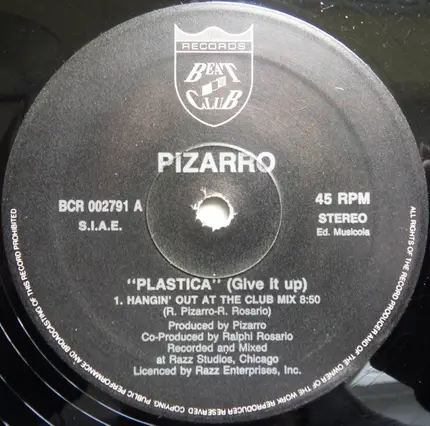 RECORDS
BEAT
CLUB
PIZARRO
BCR 002791 A
S.I.A.E.
45 RPM
STEREO
Ed. Musicola
"PLASTICA" (Give it up)
1. HANGIN' OUT AT THE CLUB MIX 8:50
(R. Pizarro-R. Rosario)
Produced by Pizarro
Co-Produced by Ralphi Rosario
Recorded and Mixed
at Razz Studios, Chicago
Licenced by Razz Enterprises, Inc.
ALL RIGHTS OF THE RECORD PRODUCER AND OF THE OWNER OF THE WORK REPRODUCER RESERVED COPYING, PUBLIC PERFORMANCE AND BROADCASTING OF THIS RECORD PROHIBITED